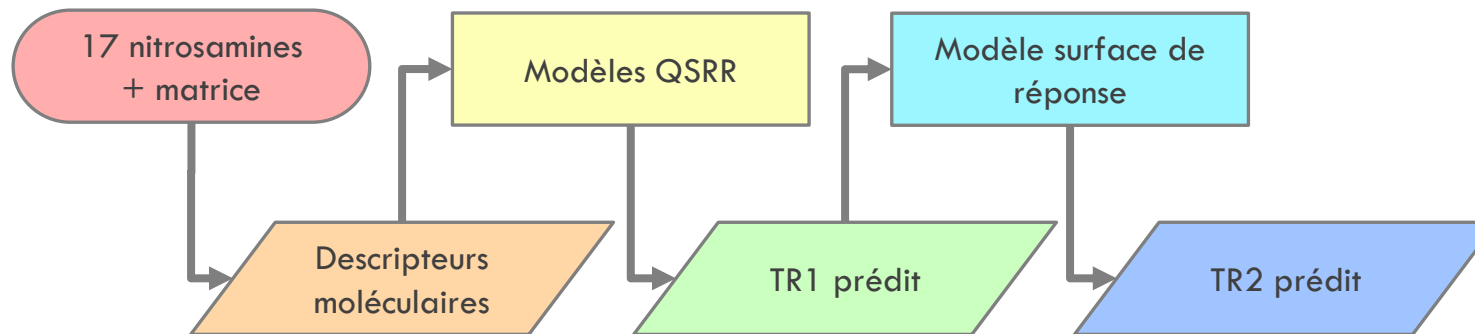 17 nitrosamines
+ matrice
Descripteurs
moléculaires
Modèles QSRR
TR1 prédit
Modèle surface de
réponse
TR2 prédit